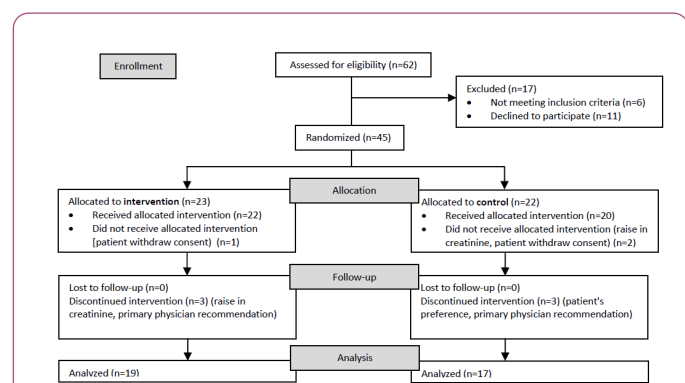 Enrollment
Assessed for eligibility (n=62)
Excluded (n=17)
• Not meeting inclusion criteria (n=6)
• Declined to participate (n=11)
Randomized (n=45)
Allocation
Allocated to intervention (n=23)
• Received allocated intervention (n=22)
• Did not receive allocated intervention
[patient withdraw consent) (n=1)
Allocated to control (n=22)
• Received allocated intervention (n=20)
• Did not receive allocated intervention (raise in
creatinine, patient withdraw consent) (n=2)
Follow-up
Lost to follow-up (n=0)
Discontinued intervention (n=3) (raise in
creatinine, primary physician recommendation)
Lost to follow-up (n=0)
Discontinued intervention (n=3) (patient's
preference, primary physician recommendation)
Analysis
Analyzed (n=19)
Analyzed (n=17)